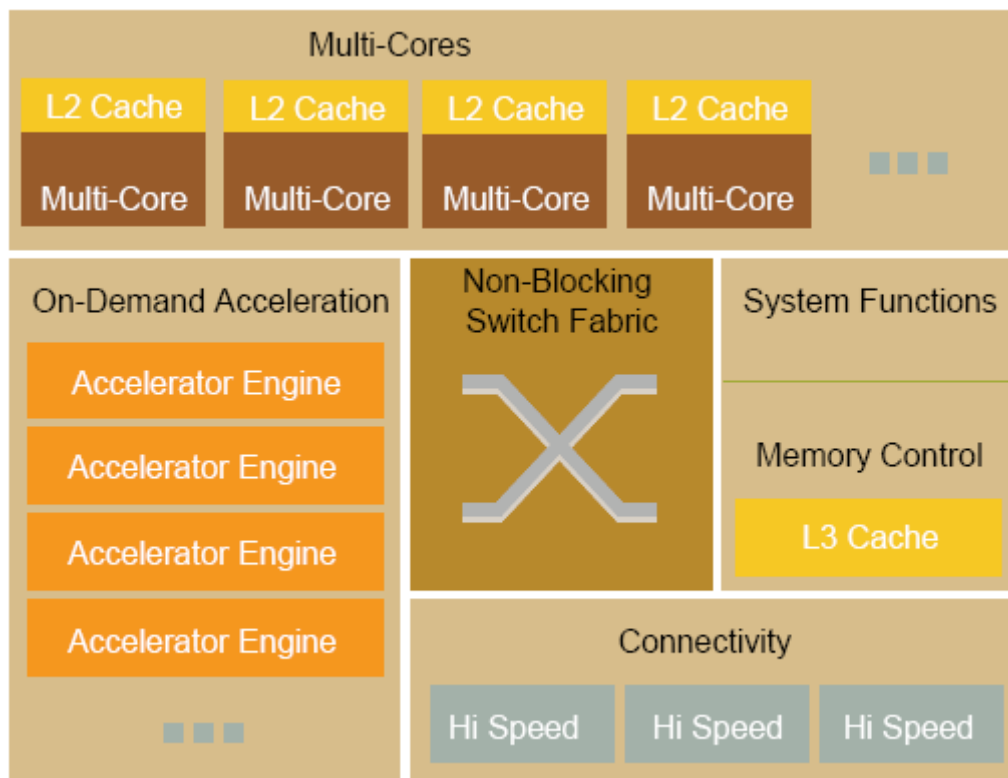 Multi-Cores
L2 Cache
L2 Cache
L2 Cache
L2 Cache
Multi-Core
Multi-Core
Multi-Core
Multi-Core
On-Demand Acceleration
Accelerator Engine
Accelerator Engine
Accelerator Engine
Accelerator Engine
Non-Blocking
Switch Fabric
System Functions
Memory Control
L3 Cache
Connectivity
Hi Speed
Hi Speed
Hi Speed